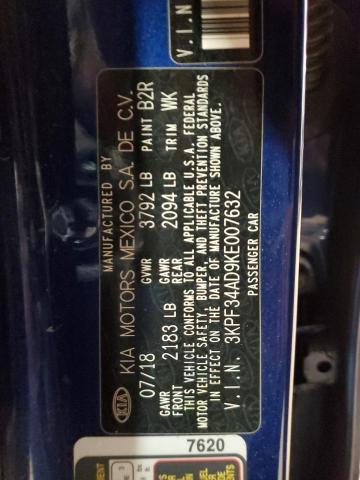 MANUFACTURED BY
KIA KIA MOTORS MEXICO S.A. DE C.V.
07/18 GVWR 3792 LB PAINT B2R
GAWR FRONT 2183 LB GAWR REAR 2094 LB TRIM WK
THIS VEHICLE CONFORMS TO ALL APPLICABLE U.S.A. FEDERAL
MOTOR VEHICLE SAFETY, BUMPER, AND THEFT PREVENTION STANDARDS
IN EFFECT ON THE DATE OF MANUFACTURE SHOWN ABOVE.
V.I.N. 3KPF34AD9KE007632
PASSENGER CAR
V.I.N
7620